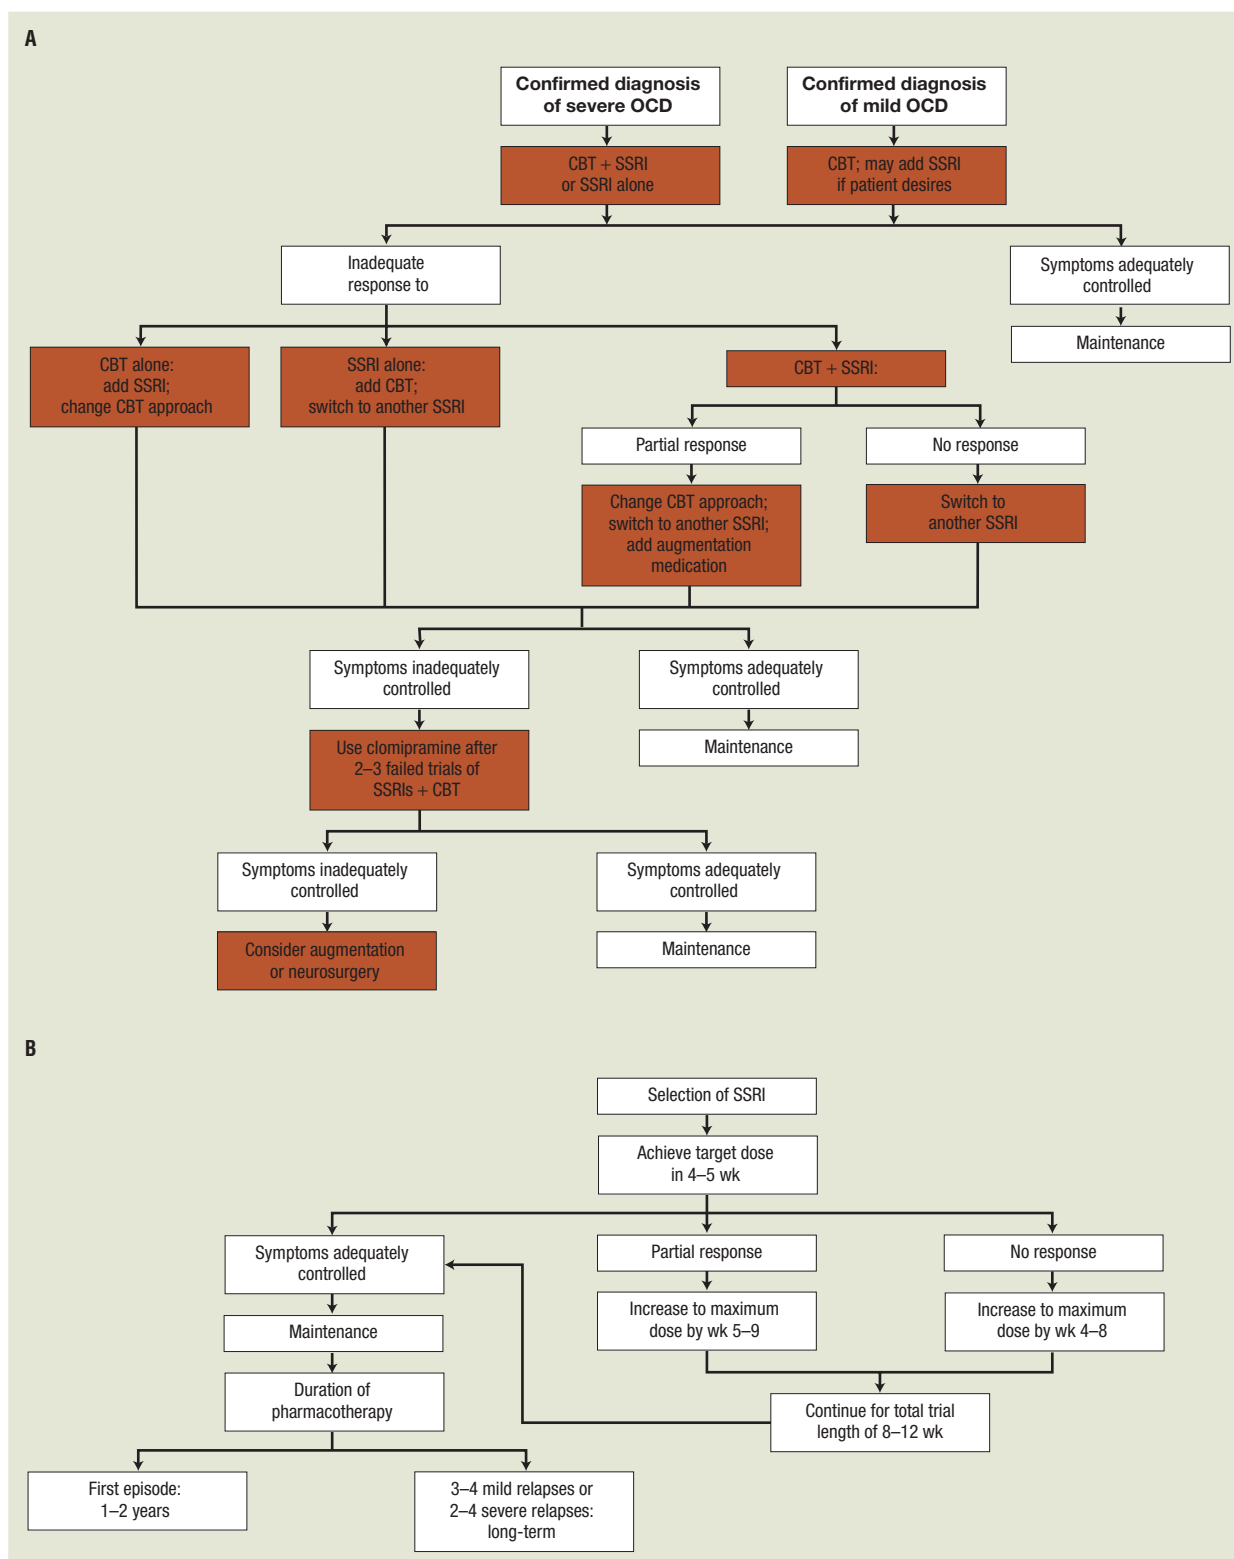 A
Confirmed diagnosis
of severe OCD
Confirmed diagnosis
of mild OCD
CBT + SSRI
or SSRI alone
CBT; may add SSRI
if patient desires
Inadequate
response to
Symptoms adequately
controlled
Maintenance
CBT alone:
add SSRI;
change CBT approach
SSRI alone:
add CBT;
switch to another SSRI
CBT + SSRI:
Partial response
No response
Change CBT approach;
switch to another SSRI;
add augmentation
medication
Switch to
another SSRI
Symptoms inadequately
controlled
Symptoms adequately
controlled
Use clomipramine after
2–3 failed trials of
SSRIs + CBT
Maintenance
Symptoms inadequately
controlled
Symptoms adequately
controlled
Consider augmentation
or neurosurgery
Maintenance
B
Selection of SSRI
Achieve target dose
in 4–5 wk
Symptoms adequately
controlled
Partial response
No response
Maintenance
Increase to maximum
dose by wk 5–9
Increase to maximum
dose by wk 4–8
Duration of
pharmacotherapy
Continue for total trial
length of 8–12 wk
First episode:
1–2 years
3–4 mild relapses or
2–4 severe relapses:
long-term